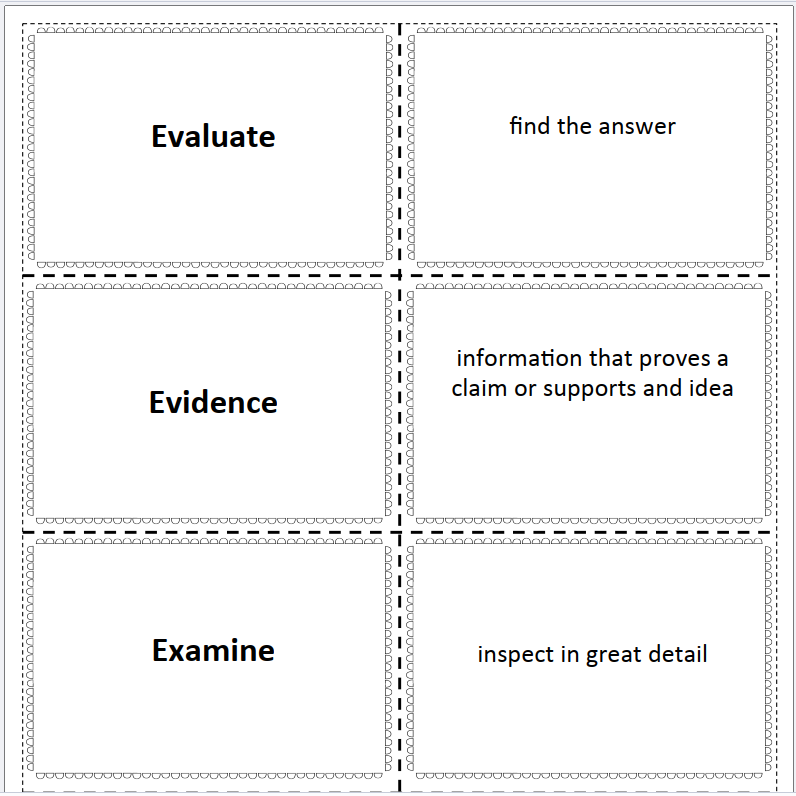 Evaluate
find the answer
Evidence
information that proves a
claim or supports and idea
Examine
inspect in great detail